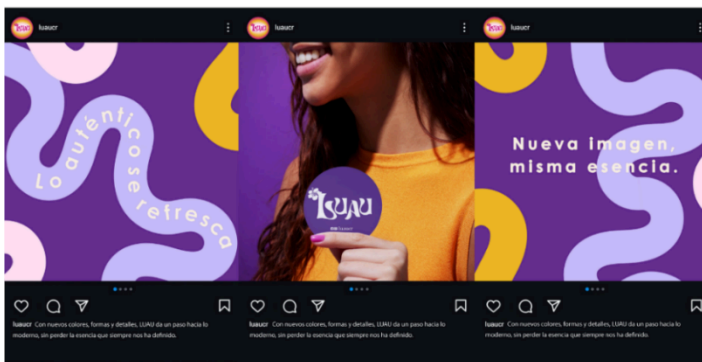 luaucr
Lo auténtico se refresca
luaucr Con nuevos colores, formas y detalles, LUAU da un paso hacia lo
moderno, sin perder la esencia que siempre nos ha definido.
luaucr
LUAU
luaucr Con nuevos colores, formas y detalles, LUAU da un paso hacia lo
moderno, sin perder la esencia que siempre nos ha definido.
luaucr
Nueva imagen,
misma esencia.
luaucr Con nuevos colores, formas y detalles, LUAU da un paso hacia lo
moderno, sin perder la esencia que siempre nos ha definido.